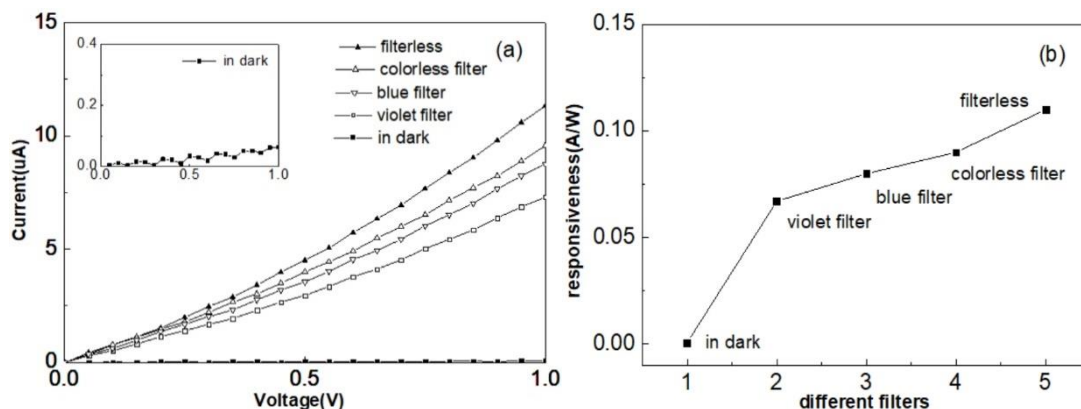 15
10
5
0
Current(uA)
0.4
0.2
0.0
0.5
1.0
in dark
(a)
filterless
colorless filter
blue filter
violet filter
in dark
0.0
0.5
1.0
Voltage(V)
0.15
0.10
0.05
0.00
responsiveness(A/W)
(b)
filterless
colorless filter
blue filter
violet filter
in dark
1 2 3 4 5
different filters